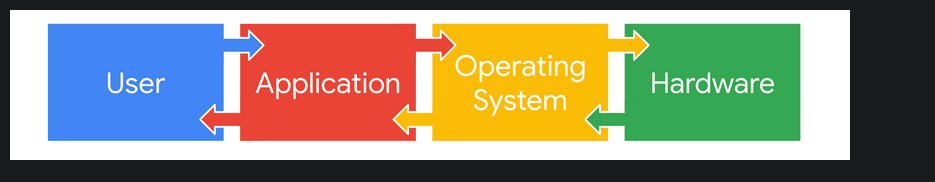 User
Application
Operating
System
Hardware